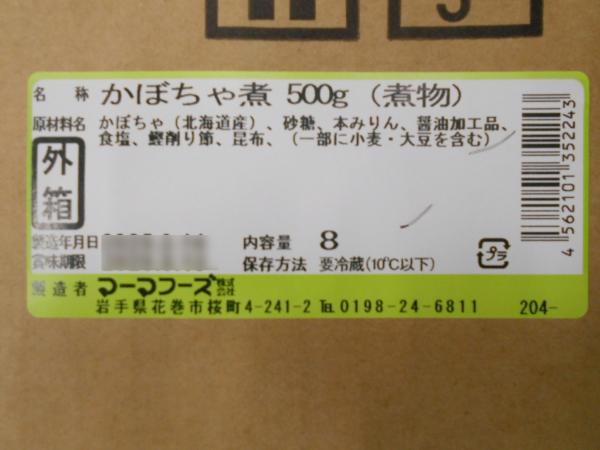 名称 かぼちゃ煮 500g (煮物)
原材料名 かぼちゃ(北海道産)、砂糖、本みりん、醤油加工品、
食塩、鰹削り節、昆布、(一部に小麦・大豆を含む)
外箱
製造年月日
賞味期限
内容量 8
保存方法 要冷蔵(10℃以下)
プラ
4 562101 352243
製造者 マーマフーズ株式会社
岩手県花巻市桜町4-241-2 ℡0198-24-6811 204-